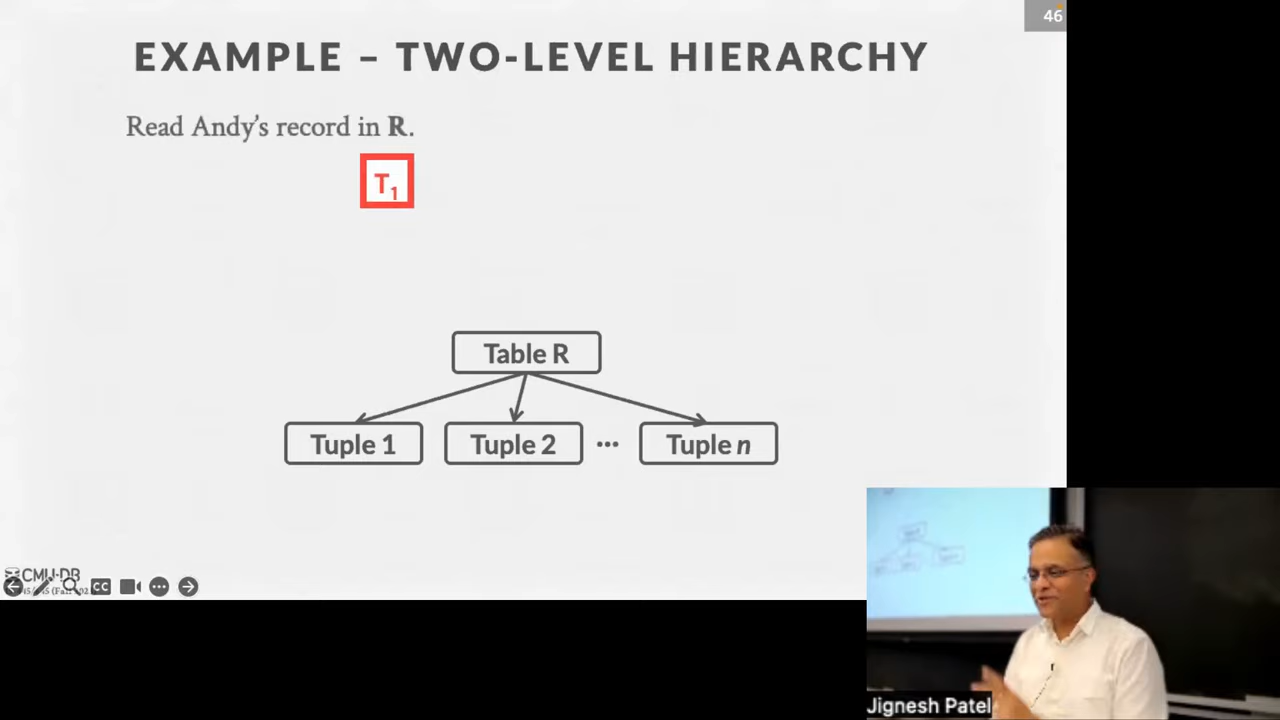 46
EXAMPLE – TWO-LEVEL HIERARCHY
Read Andy's record in R.
T1
Table R
Tuple 1 Tuple 2 ... Tuple n
CMU-DB
CC
Jignesh Patel